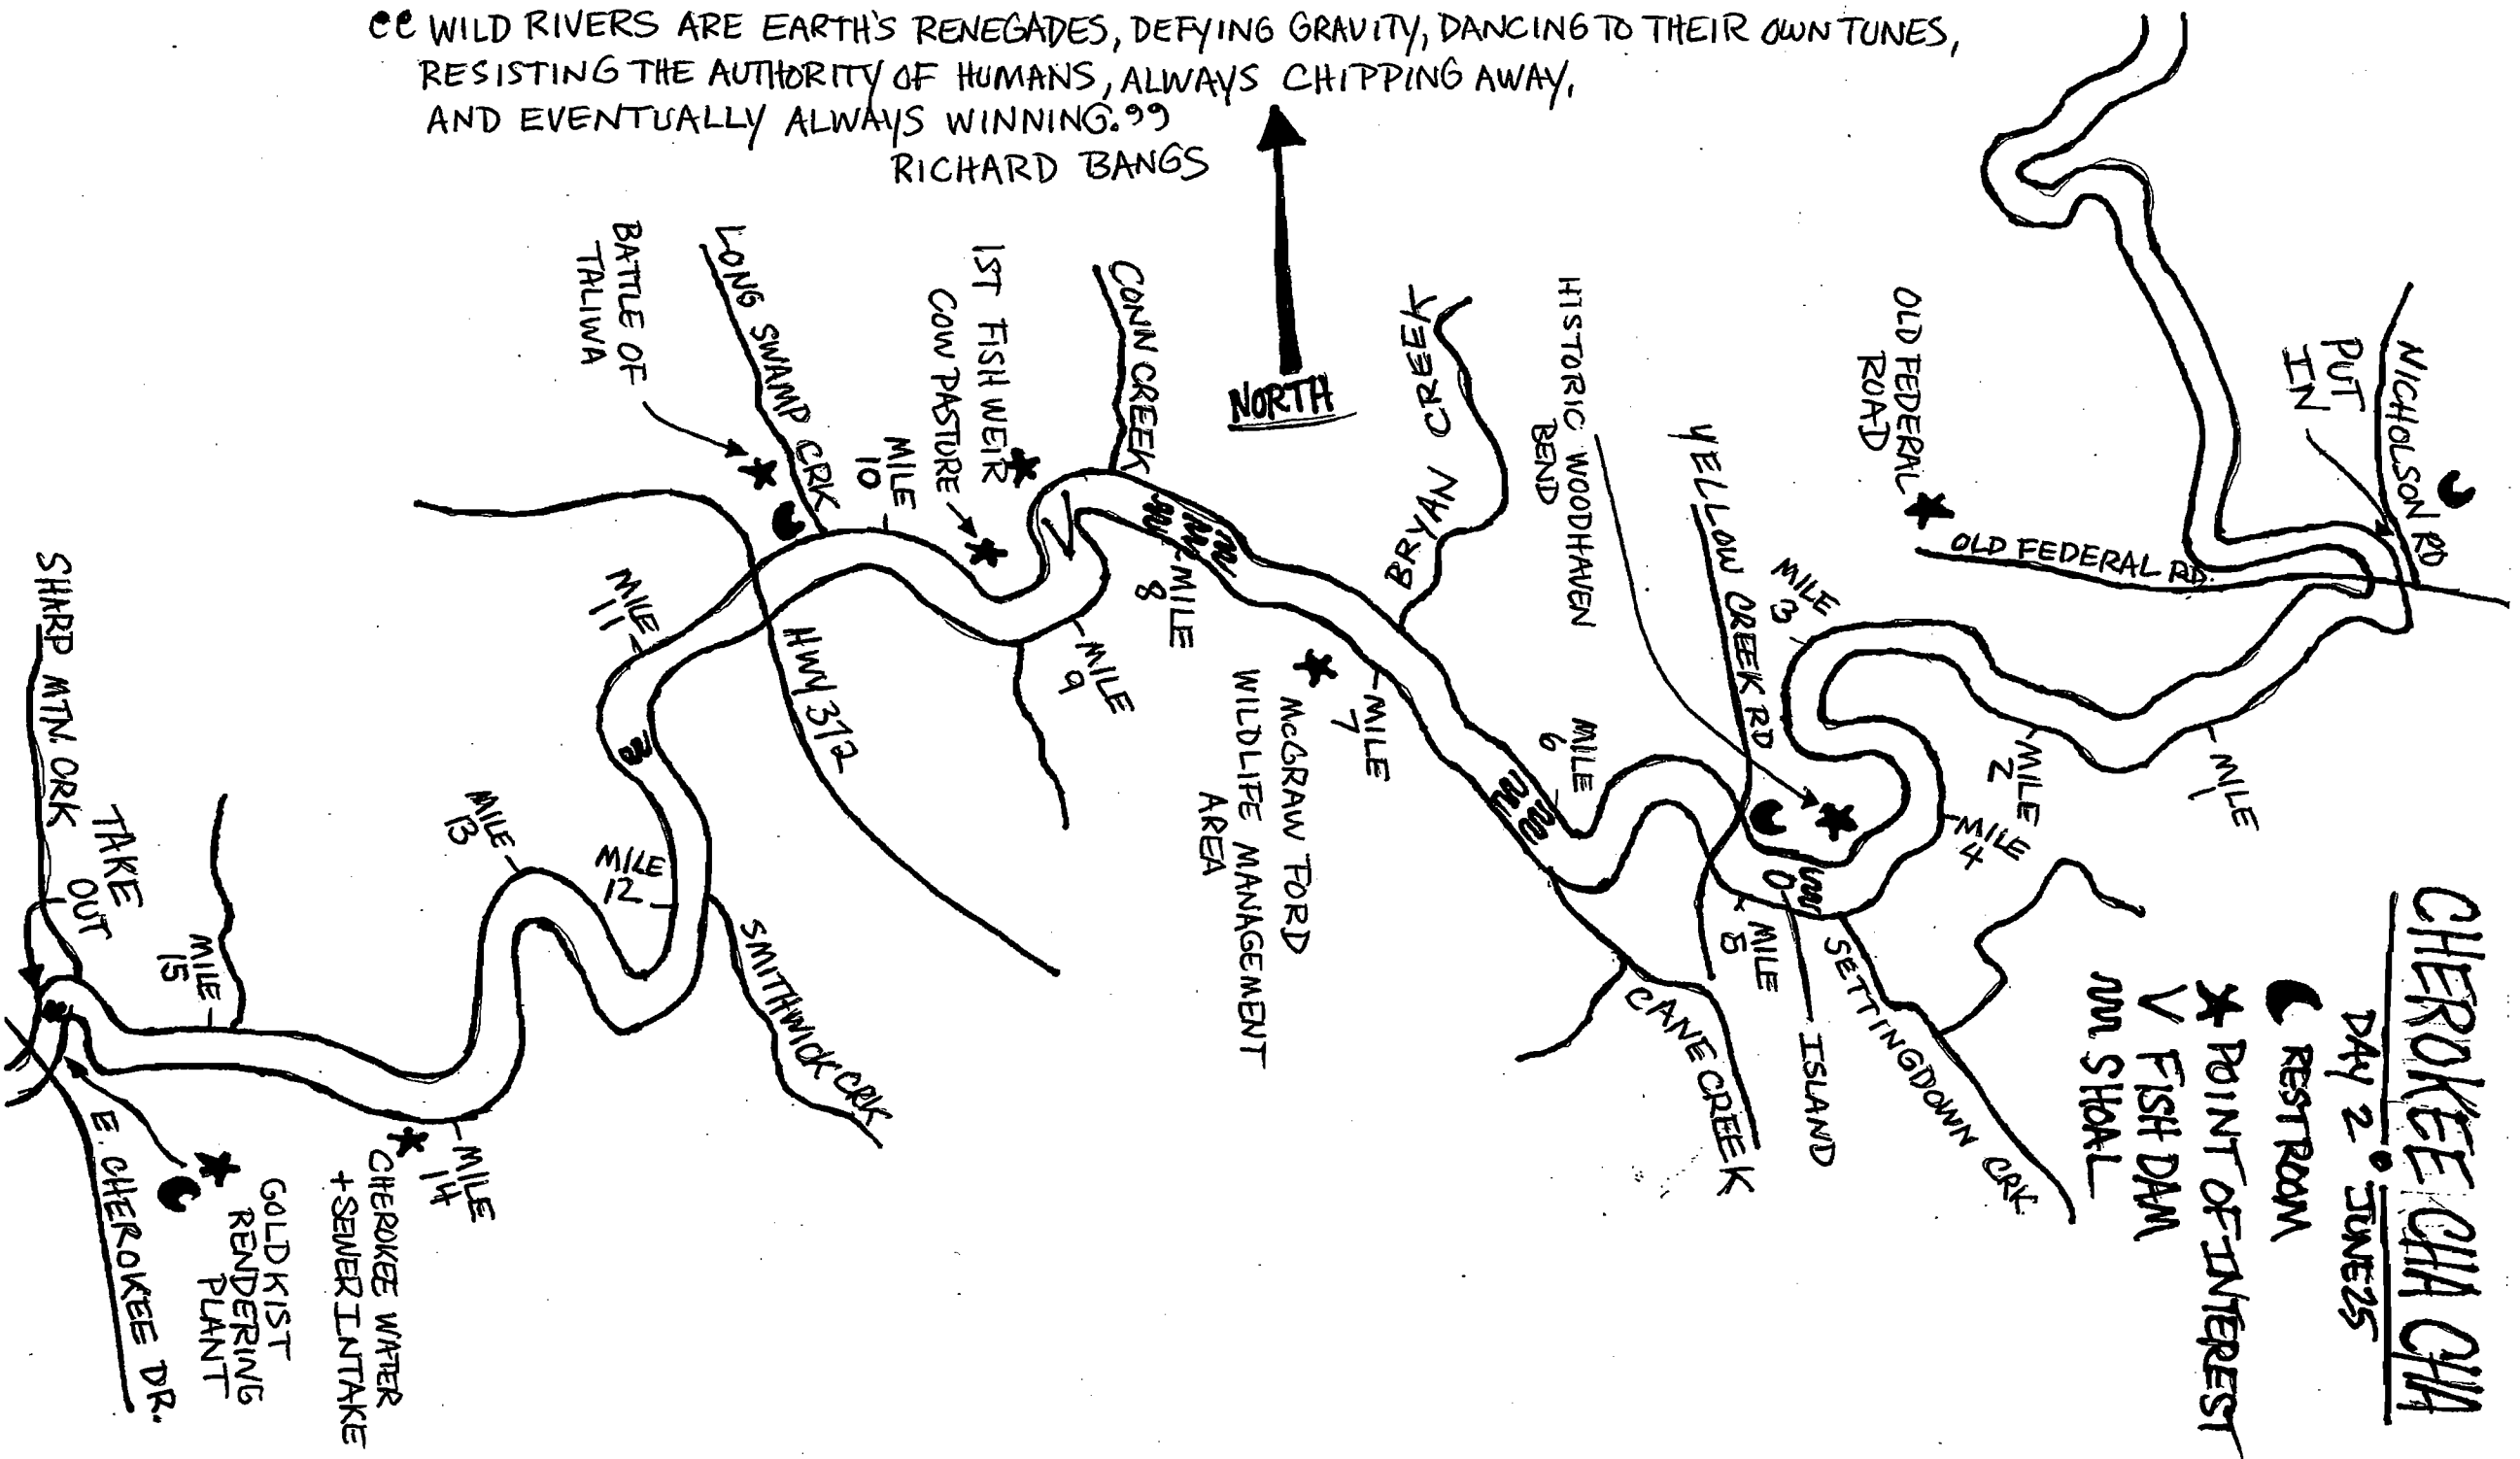 “WILD RIVERS ARE EARTH'S RENEGADES, DEFYING GRAVITY, DANCING TO THEIR OWN TUNES,
RESISTING THE AUTHORITY OF HUMANS, ALWAYS CHIPPING AWAY,
AND EVENTUALLY ALWAYS WINNING.”
RICHARD BANGS
NORTH
CHEROKEE CHA CHA
DAY 2 • JUNE 25
RESTROOM
POINT OF INTEREST
V FISH DAM
SHOAL
NICHOLSON RD
PUT
IN
OLD FEDERAL
ROAD
OLD FEDERAL RD.
MILE
1
MILE
2
MILE
3
MILE
4
YELLOW CREEK RD
HISTORIC WOODHAVEN
BEND
SETTINGDOWN CRK.
ISLAND
MILE
5
CANE CREEK
MILE
6
BRYAN CREEK
MILE
7
McGRAW FORD
WILDLIFE MANAGEMENT
AREA
MILE
8
CONN CREEK
1ST FISH WEIR
COW PASTURE
MILE
9
MILE
10
LONG SWAMP CRK
BATTLE OF
TALIWA
HWY 372
MILE
11
MILE
12
SMITHWICK CRK
MILE
13
MILE
14
CHEROKEE WATER
+ SEWER INTAKE
MILE
15
GOLDKIST
RENDERING
PLANT
E. CHEROKEE DR.
TAKE
OUT
SHARP MTN. CRK